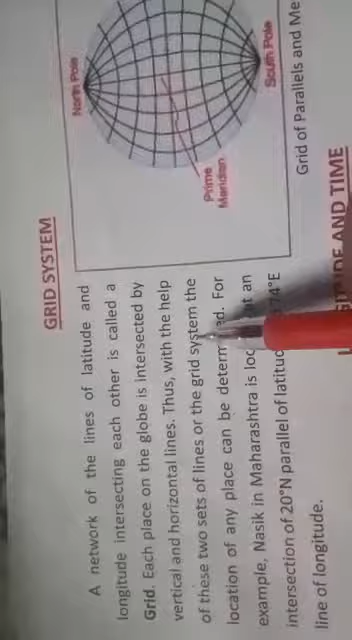 GRID SYSTEM
A network of the lines of latitude and
longitude intersecting each other is called a
Grid. Each place on the globe is intersected by
vertical and horizontal lines. Thus, with the help
of these two sets of lines or the grid system the
location of any place can be determ d. For
example, Nasik in Maharashtra is loc at an
intersection of 20°N parallel of latitud 74°E
line of longitude.
North Pole
Prime
Meridian
South Pole
Grid of Parallels and Me
AND TIME